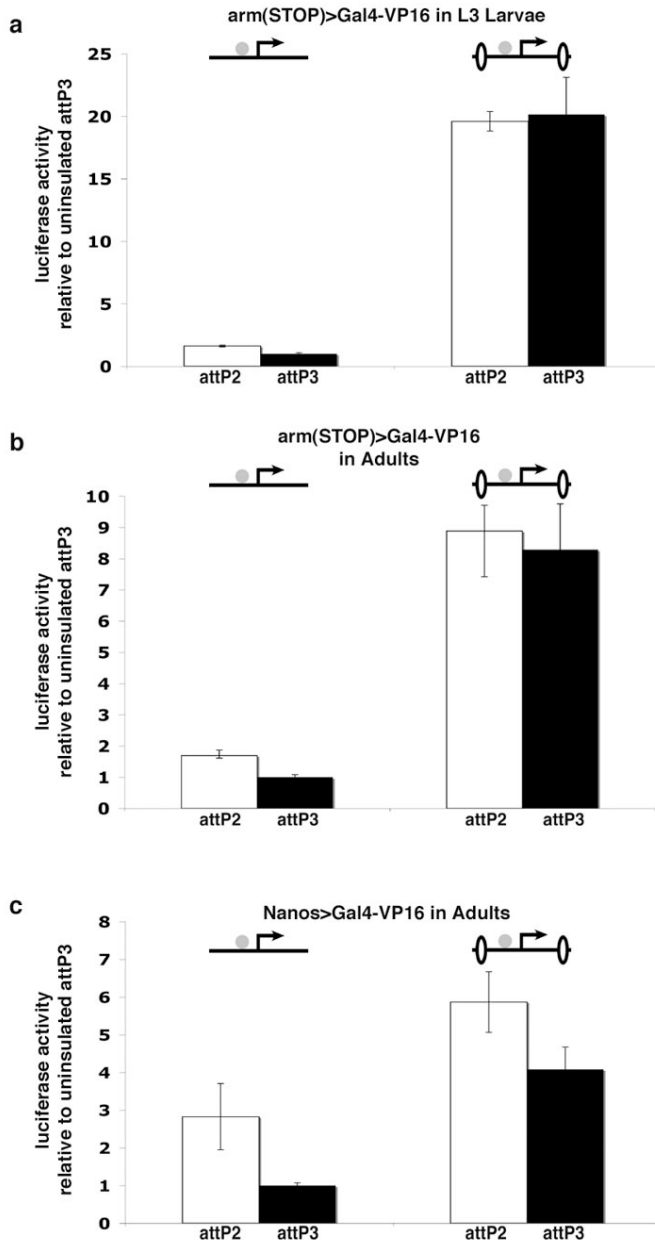 a
arm(STOP)>Gal4-VP16 in L3 Larvae
luciferase activity
relative to uninsulated attP3
25
20
15
10
5
0
attP2
attP3
attP2
attP3
b
arm(STOP)>Gal4-VP16
in Adults
luciferase activity
relative to uninsulated attP3
10
9
8
7
6
5
4
3
2
1
0
attP2
attP3
attP2
attP3
c
Nanos>Gal4-VP16 in Adults
luciferase activity
relative to uninsulated attP3
8
7
6
5
4
3
2
1
0
attP2
attP3
attP2
attP3